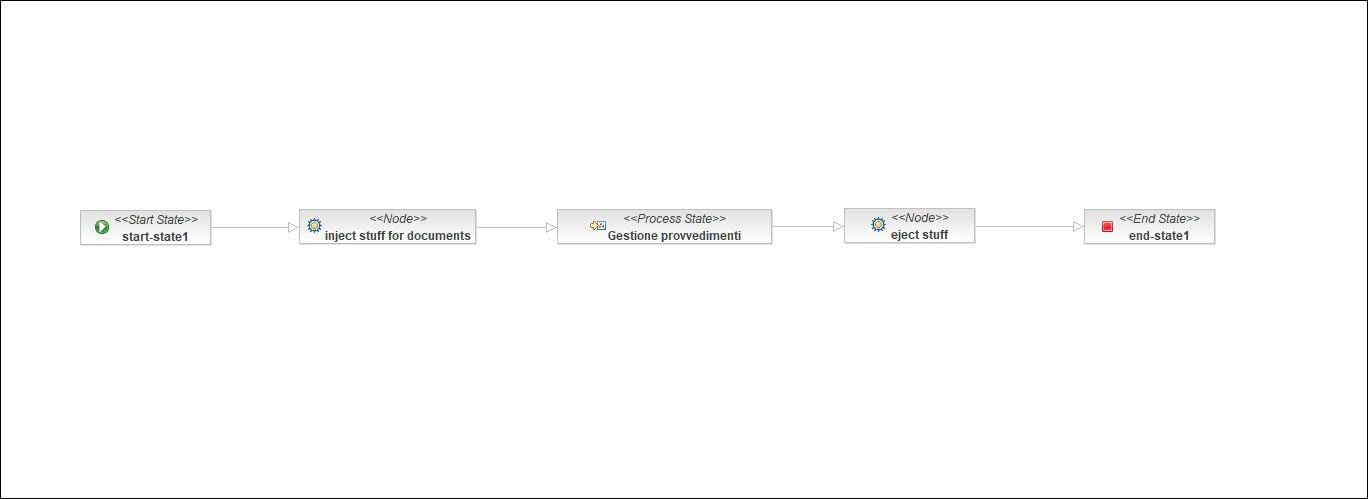 <<Start State>>
start-state1
<<Node>>
inject stuff for documents
<<Process State>>
Gestione provvedimenti
<<Node>>
eject stuff
<<End State>>
end-state1